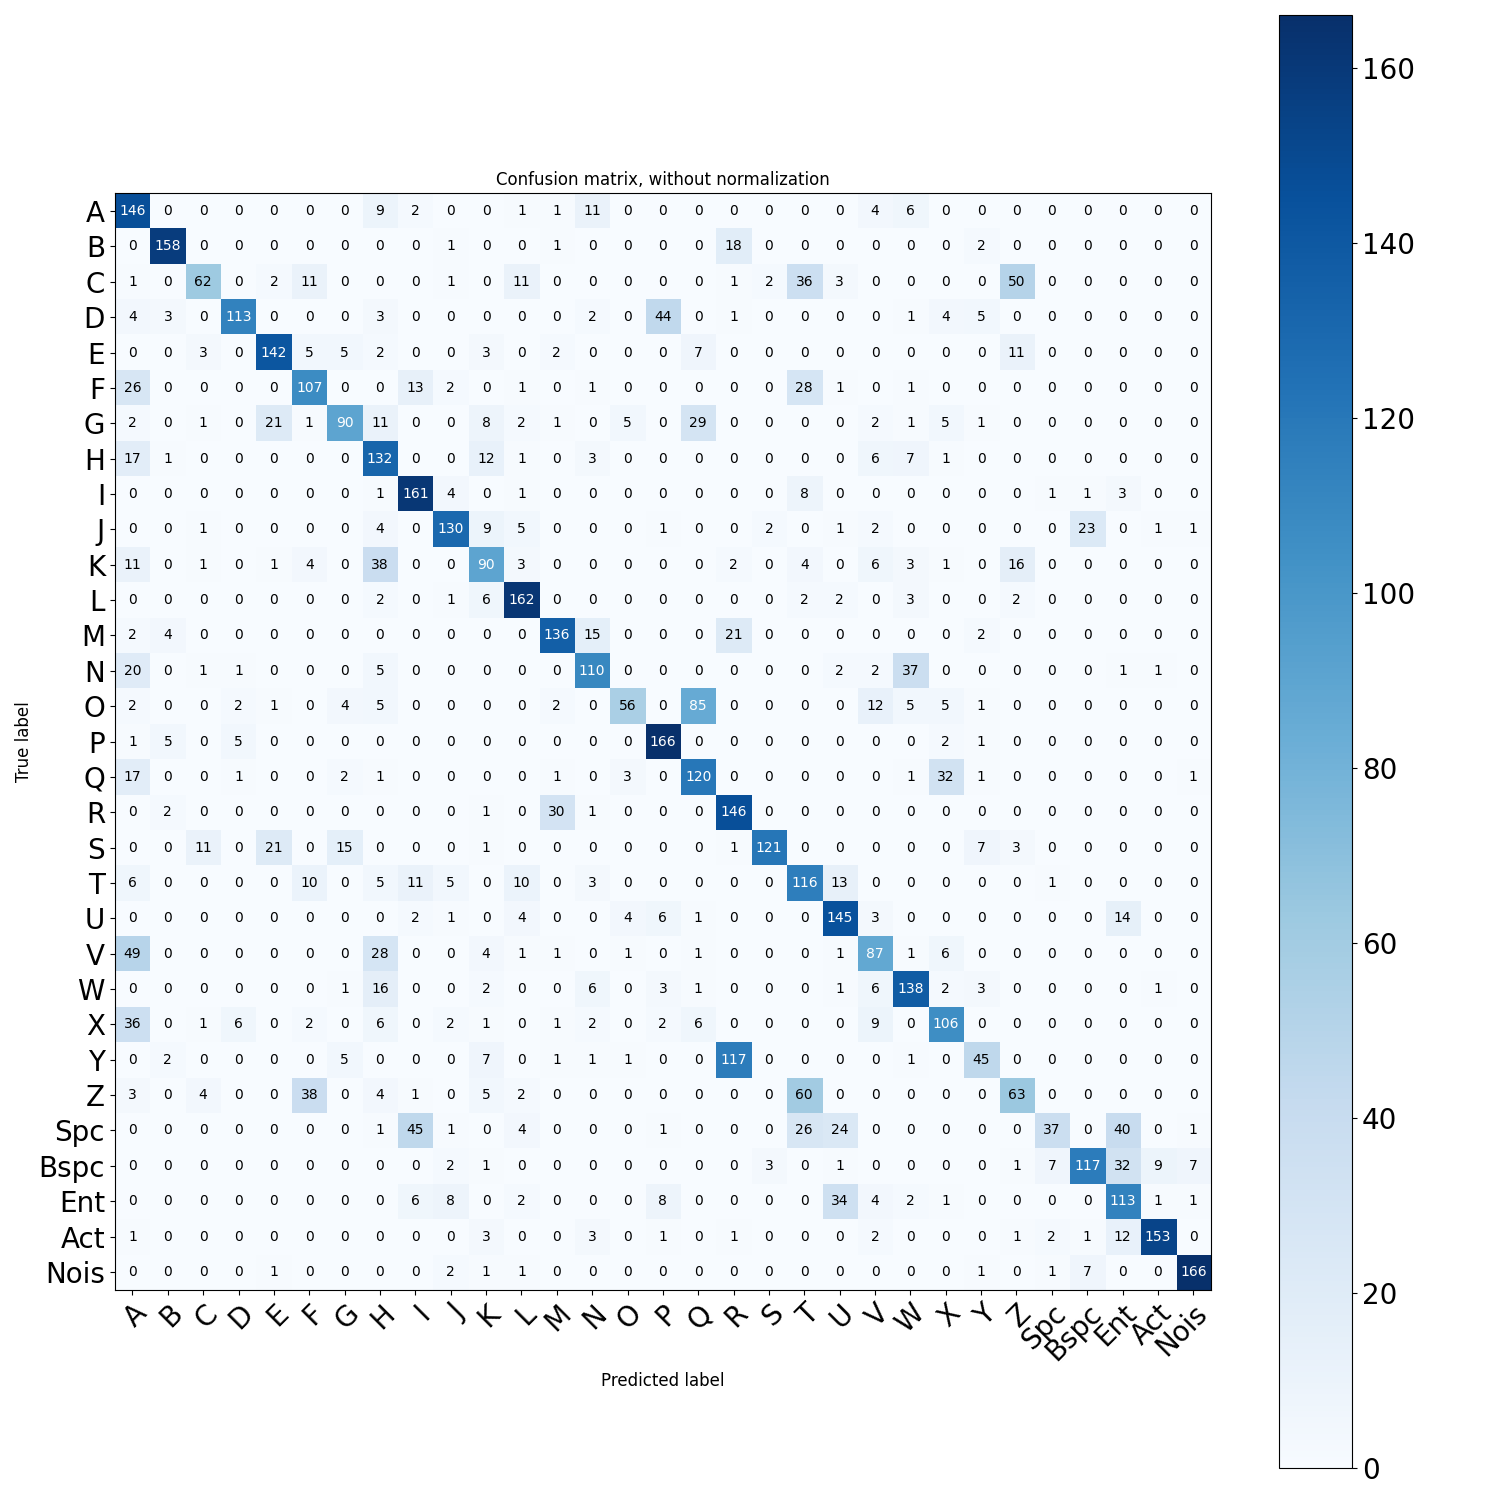 Confusion matrix, without normalization
True label
A 146 0 0 0 0 0 0 9 2 0 0 1 1 11 0 0 0 0 0 0 0 4 6 0 0 0 0 0 0 0 0
B 0 158 0 0 0 0 0 0 0 1 0 0 1 0 0 0 0 18 0 0 0 0 0 0 2 0 0 0 0 0 0
C 1 0 62 0 2 11 0 0 0 1 0 11 0 0 0 0 0 1 2 36 3 0 0 0 0 50 0 0 0 0 0
D 4 3 0 113 0 0 0 3 0 0 0 0 0 2 0 44 0 1 0 0 0 0 1 4 5 0 0 0 0 0 0
E 0 0 3 0 142 5 5 2 0 0 3 0 2 0 0 0 7 0 0 0 0 0 0 0 0 11 0 0 0 0 0
F 26 0 0 0 0 107 0 0 13 2 0 1 0 1 0 0 0 0 0 28 1 0 1 0 0 0 0 0 0 0 0
G 2 0 1 0 21 1 90 11 0 0 8 2 1 0 5 0 29 0 0 0 0 2 1 5 1 0 0 0 0 0 0
H 17 1 0 0 0 0 0 132 0 0 12 1 0 3 0 0 0 0 0 0 0 6 7 1 0 0 0 0 0 0 0
I 0 0 0 0 0 0 0 1 161 4 0 1 0 0 0 0 0 0 0 8 0 0 0 0 0 0 1 1 3 0 0
J 0 0 1 0 0 0 0 4 0 130 9 5 0 0 0 1 0 0 2 0 1 2 0 0 0 0 0 23 0 1 1
K 11 0 1 0 1 4 0 38 0 0 90 3 0 0 0 0 0 2 0 4 0 6 3 1 0 16 0 0 0 0 0
L 0 0 0 0 0 0 0 2 0 1 6 162 0 0 0 0 0 0 0 2 2 0 3 0 0 2 0 0 0 0 0
M 2 4 0 0 0 0 0 0 0 0 0 0 136 15 0 0 0 21 0 0 0 0 0 0 2 0 0 0 0 0 0
N 20 0 1 1 0 0 0 5 0 0 0 0 0 110 0 0 0 0 0 0 2 2 37 0 0 0 0 0 1 1 0
O 2 0 0 2 1 0 4 5 0 0 0 0 2 0 56 0 85 0 0 0 0 12 5 5 1 0 0 0 0 0 0
P 1 5 0 5 0 0 0 0 0 0 0 0 0 0 0 166 0 0 0 0 0 0 0 2 1 0 0 0 0 0 0
Q 17 0 0 1 0 0 2 1 0 0 0 0 1 0 3 0 120 0 0 0 0 0 1 32 1 0 0 0 0 0 1
R 0 2 0 0 0 0 0 0 0 0 1 0 30 1 0 0 0 146 0 0 0 0 0 0 0 0 0 0 0 0 0
S 0 0 11 0 21 0 15 0 0 0 1 0 0 0 0 0 0 1 121 0 0 0 0 0 7 3 0 0 0 0 0
T 6 0 0 0 0 10 0 5 11 5 0 10 0 3 0 0 0 0 0 116 13 0 0 0 0 0 1 0 0 0 0
U 0 0 0 0 0 0 0 0 2 1 0 4 0 0 4 6 1 0 0 0 145 3 0 0 0 0 0 0 14 0 0
V 49 0 0 0 0 0 0 28 0 0 4 1 1 0 1 0 1 0 0 0 1 87 1 6 0 0 0 0 0 0 0
W 0 0 0 0 0 0 1 16 0 0 2 0 0 6 0 3 1 0 0 0 1 6 138 2 3 0 0 0 0 1 0
X 36 0 1 6 0 2 0 6 0 2 1 0 1 2 0 2 6 0 0 0 0 9 0 106 0 0 0 0 0 0 0
Y 0 2 0 0 0 0 5 0 0 0 7 0 1 1 1 0 0 117 0 0 0 0 1 0 45 0 0 0 0 0 0
Z 3 0 4 0 0 38 0 4 1 0 5 2 0 0 0 0 0 0 0 60 0 0 0 0 0 63 0 0 0 0 0
Spc 0 0 0 0 0 0 0 1 45 1 0 4 0 0 0 1 0 0 0 26 24 0 0 0 0 0 37 0 40 0 1
Bspc 0 0 0 0 0 0 0 0 0 2 1 0 0 0 0 0 0 0 3 0 1 0 0 0 0 1 7 117 32 9 7
Ent 0 0 0 0 0 0 0 0 6 8 0 2 0 0 0 8 0 0 0 0 34 4 2 1 0 0 0 0 113 1 1
Act 1 0 0 0 0 0 0 0 0 0 3 0 0 3 0 1 0 1 0 0 0 2 0 0 0 1 2 1 12 153 0
Nois 0 0 0 0 1 0 0 0 0 2 1 1 0 0 0 0 0 0 0 0 0 0 0 0 1 0 1 7 0 0 166
A B C D E F G H I J K L M N O P Q R S T U V W X Y Z Spc Bspc Ent Act Nois
Predicted label
160
140
120
100
80
60
40
20
0